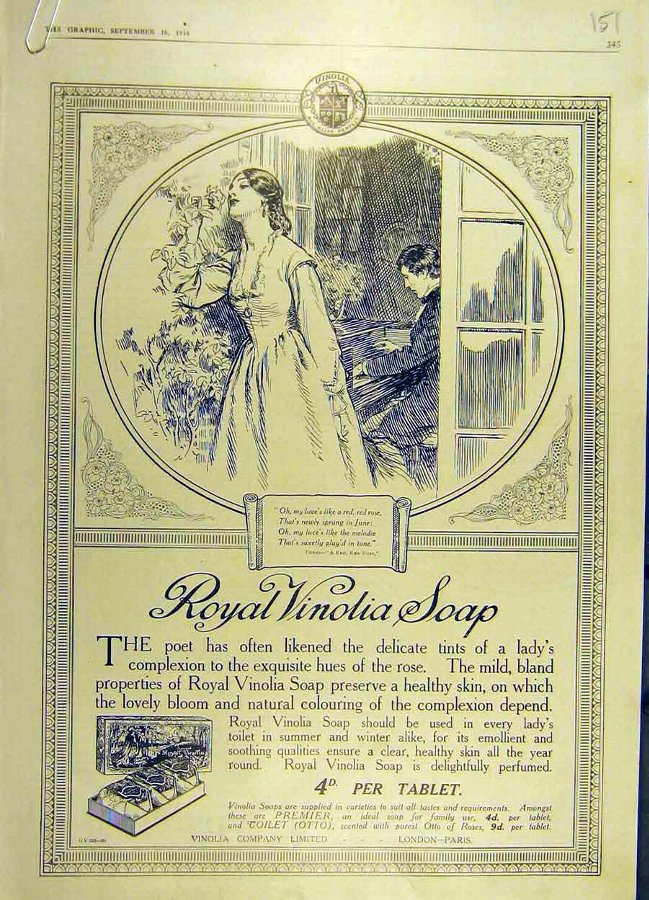 151
THE GRAPHIC, SEPTEMBER 16, 1916
345
VINOLIA
"Oh, my luve's like a red, red rose,
That's newly sprung in June;
Oh, my luve's like the melodie
That's sweetly play'd in tune."
BURNS—"A RED, RED ROSE."
Royal Vinolia Soap
THE poet has often likened the delicate tints of a lady's
complexion to the exquisite hues of the rose. The mild, bland
properties of Royal Vinolia Soap preserve a healthy skin, on which
the lovely bloom and natural colouring of the complexion depend.
Royal Vinolia Soap should be used in every lady's
toilet in summer and winter alike, for its emollient and
soothing qualities ensure a clear, healthy skin all the year
round. Royal Vinolia Soap is delightfully perfumed.
4D. PER TABLET.
Vinolia Soaps are supplied in varieties to suit all tastes and requirements. Amongst
these are PREMIER, an ideal soap for family use, 4d. per tablet,
and TOILET (OTTO), scented with purest Otto of Roses, 9d. per tablet.
VINOLIA COMPANY LIMITED - - - LONDON—PARIS.